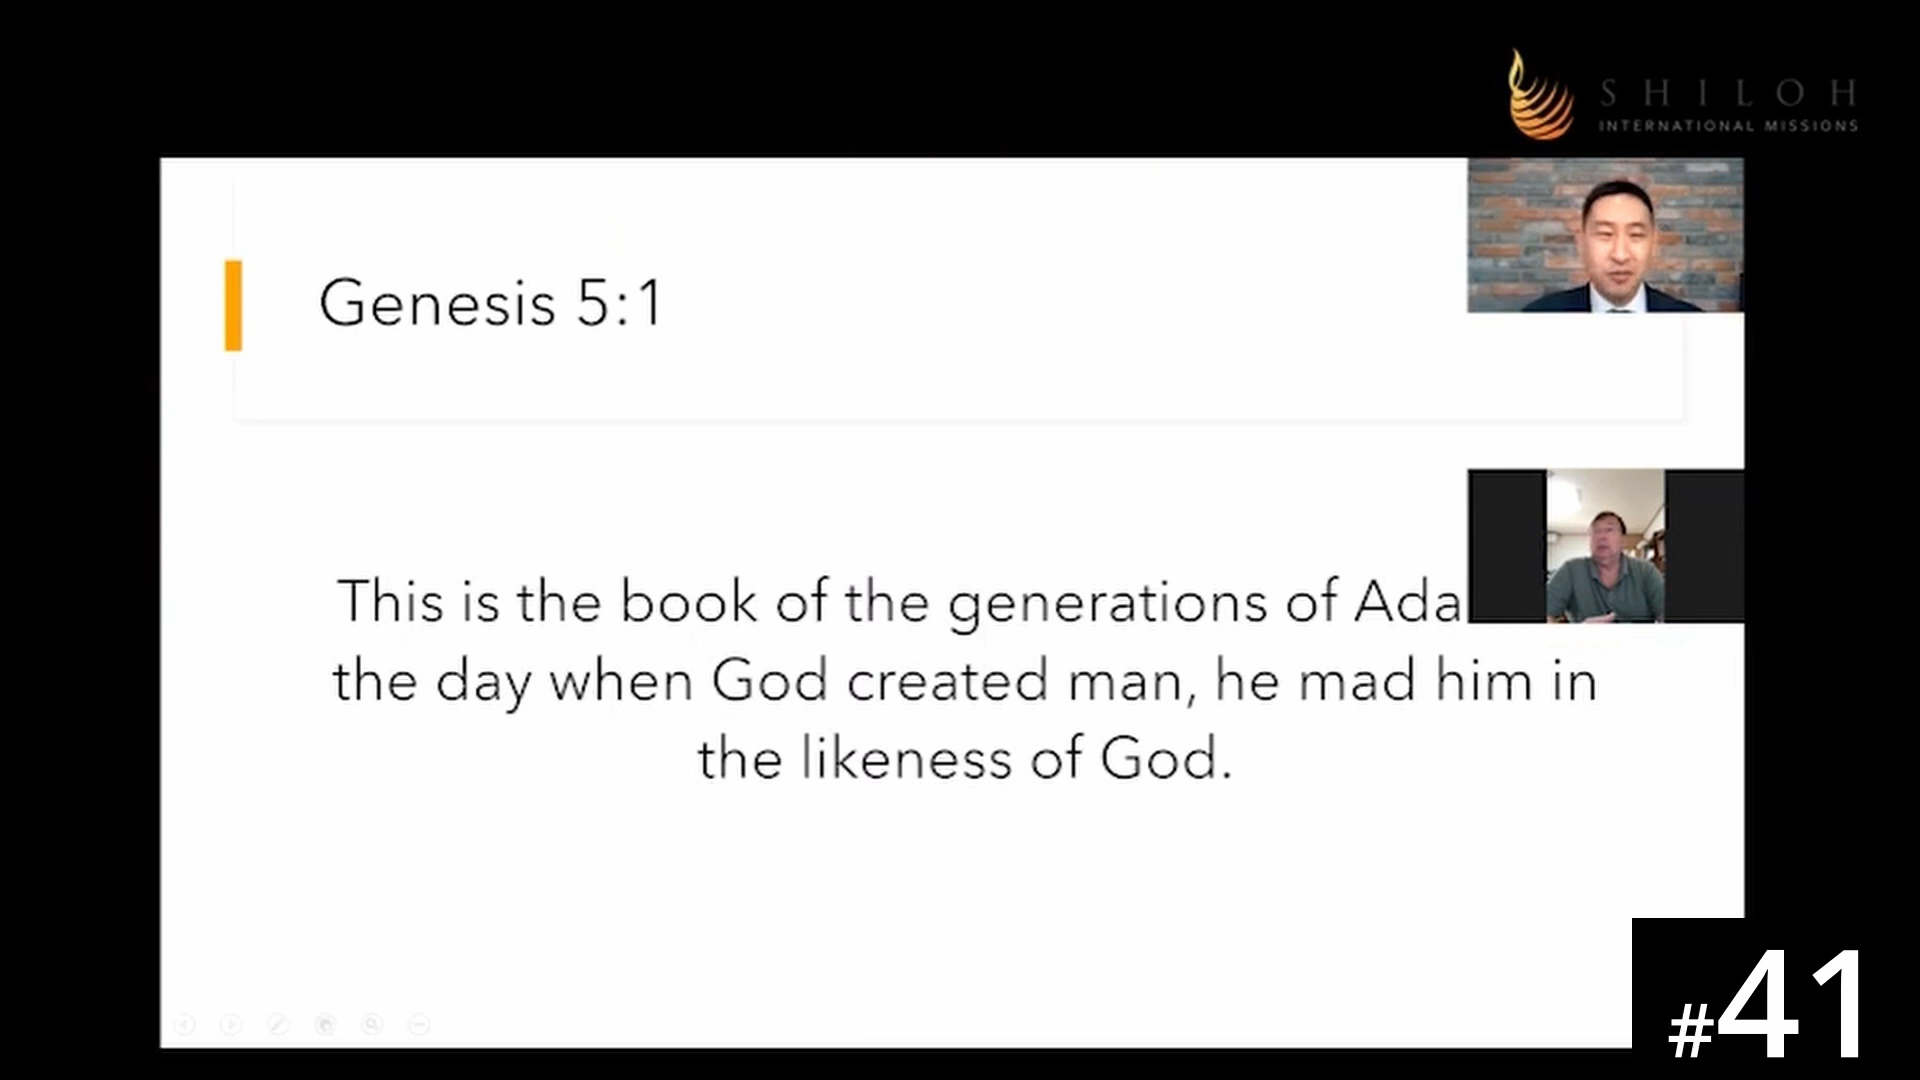 SHILOH
INTERNATIONAL MISSIONS
Genesis 5:1
This is the book of the generations of Ada
the day when God created man, he mad him in
the likeness of God.
#41